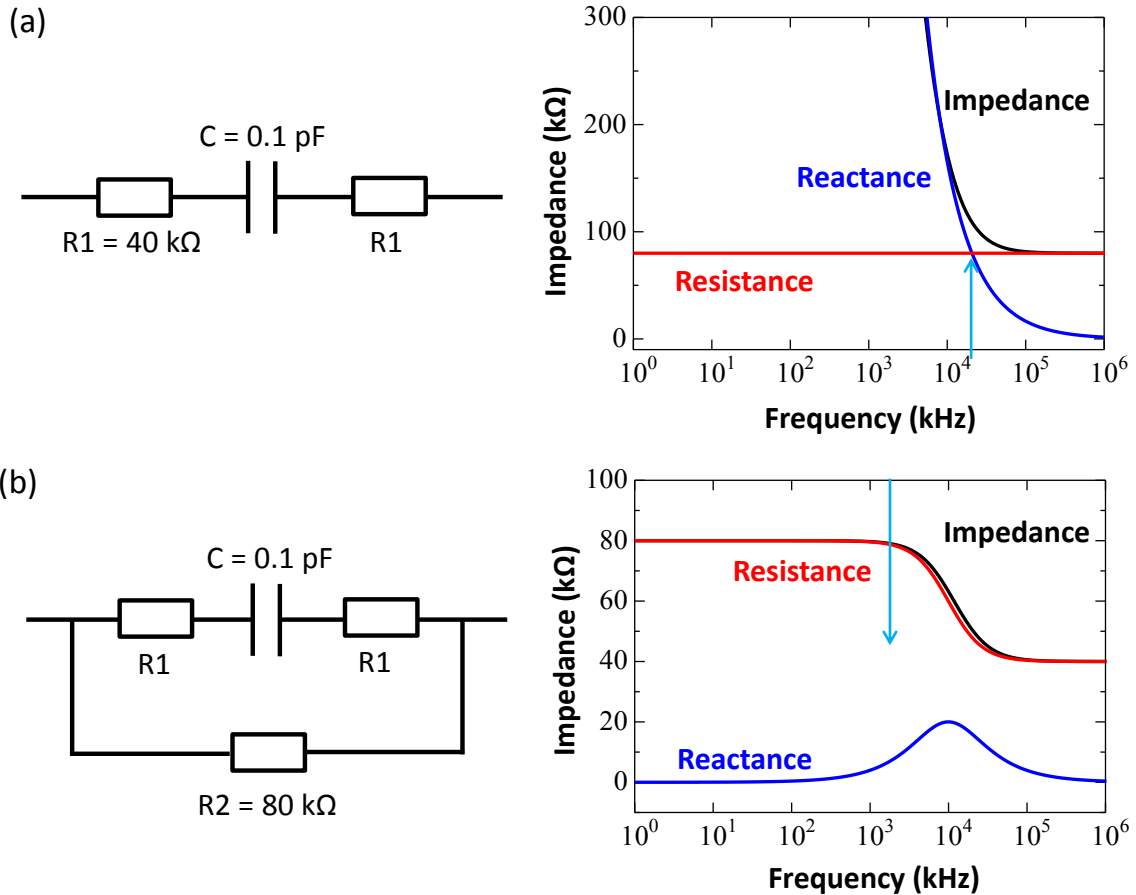 (a)
C = 0.1 pF
R1 = 40 kΩ
R1
300
200
100
0
Impedance (kΩ)
Impedance
Reactance
Resistance
10^0 10^1 10^2 10^3 10^4 10^5 10^6
Frequency (kHz)
(b)
C = 0.1 pF
R1
R1
R2 = 80 kΩ
100
80
60
40
20
0
Impedance (kΩ)
Impedance
Resistance
Reactance
10^0 10^1 10^2 10^3 10^4 10^5 10^6
Frequency (kHz)